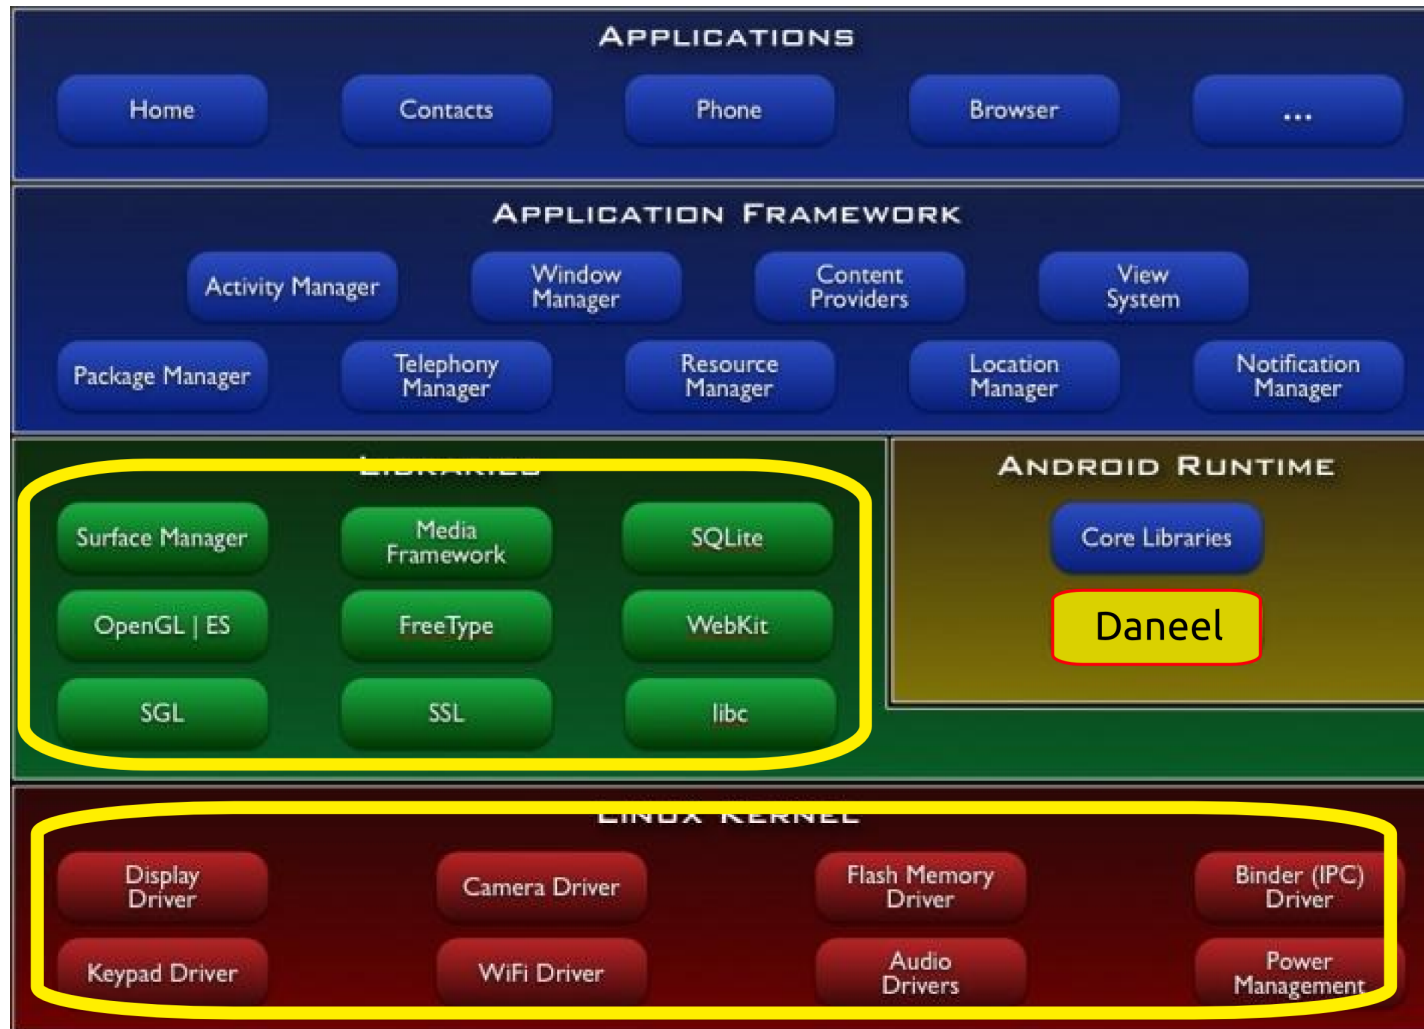 APPLICATIONS
Home
Contacts
Phone
Browser
...
APPLICATION FRAMEWORK
Activity Manager
Window
Manager
Content
Providers
View
System
Package Manager
Telephony
Manager
Resource
Manager
Location
Manager
Notification
Manager
LIBRARIES
Surface Manager
Media
Framework
SQLite
OpenGL | ES
FreeType
WebKit
SGL
SSL
libc
ANDROID RUNTIME
Core Libraries
Daneel
LINUX KERNEL
Display
Driver
Camera Driver
Flash Memory
Driver
Binder (IPC)
Driver
Keypad Driver
WiFi Driver
Audio
Drivers
Power
Management